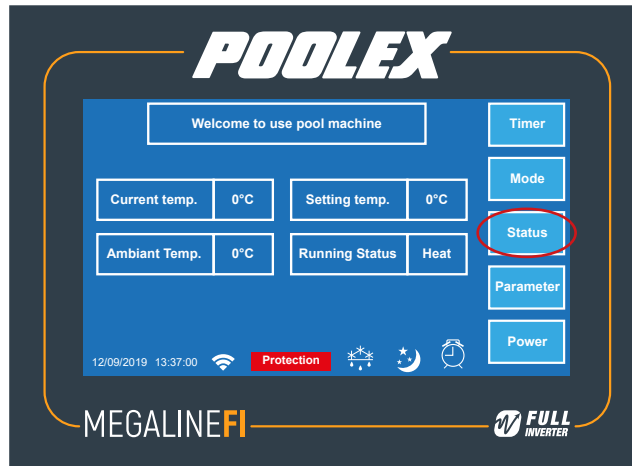 POOLEX
Welcome to use pool machine
Timer
Mode
Current temp. 0°C Setting temp. 0°C
Status
Ambiant Temp. 0°C Running Status Heat
Parameter
Power
12/09/2019 13:37:00 Protection
MEGALINEFI
W FULL
INVERTER